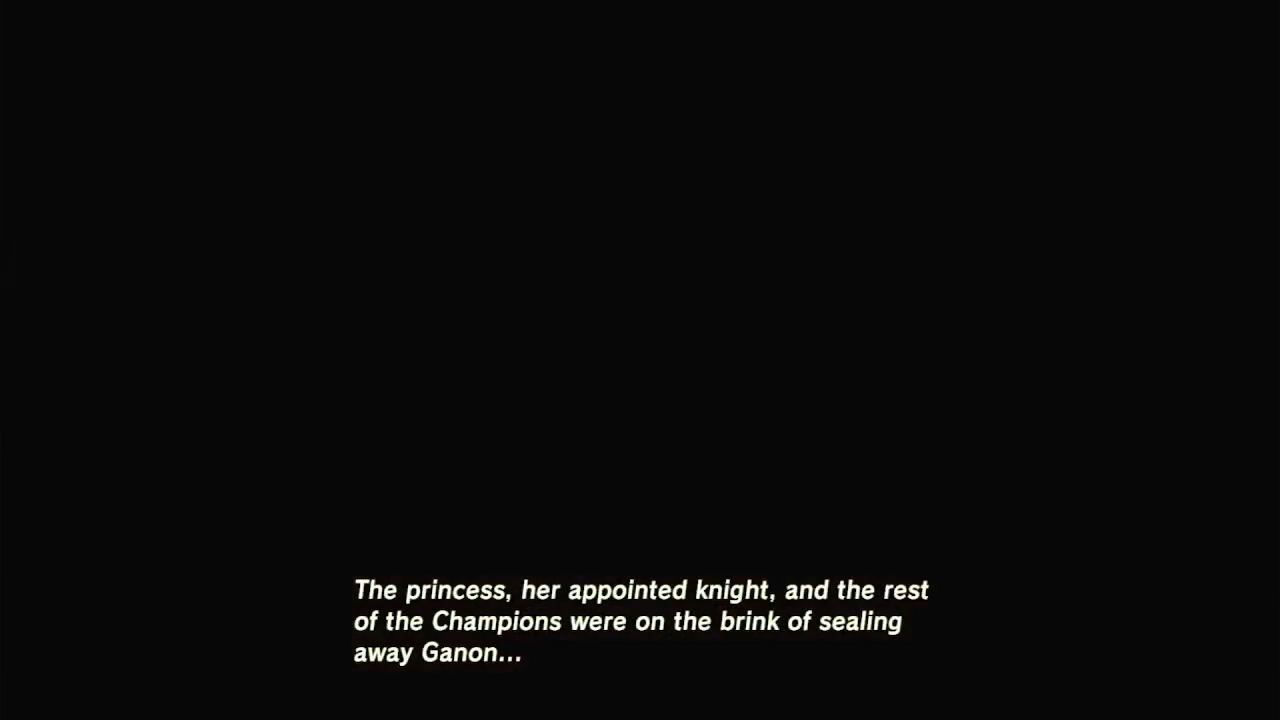 The princess, her appointed knight, and the rest
of the Champions were on the brink of sealing
away Ganon...